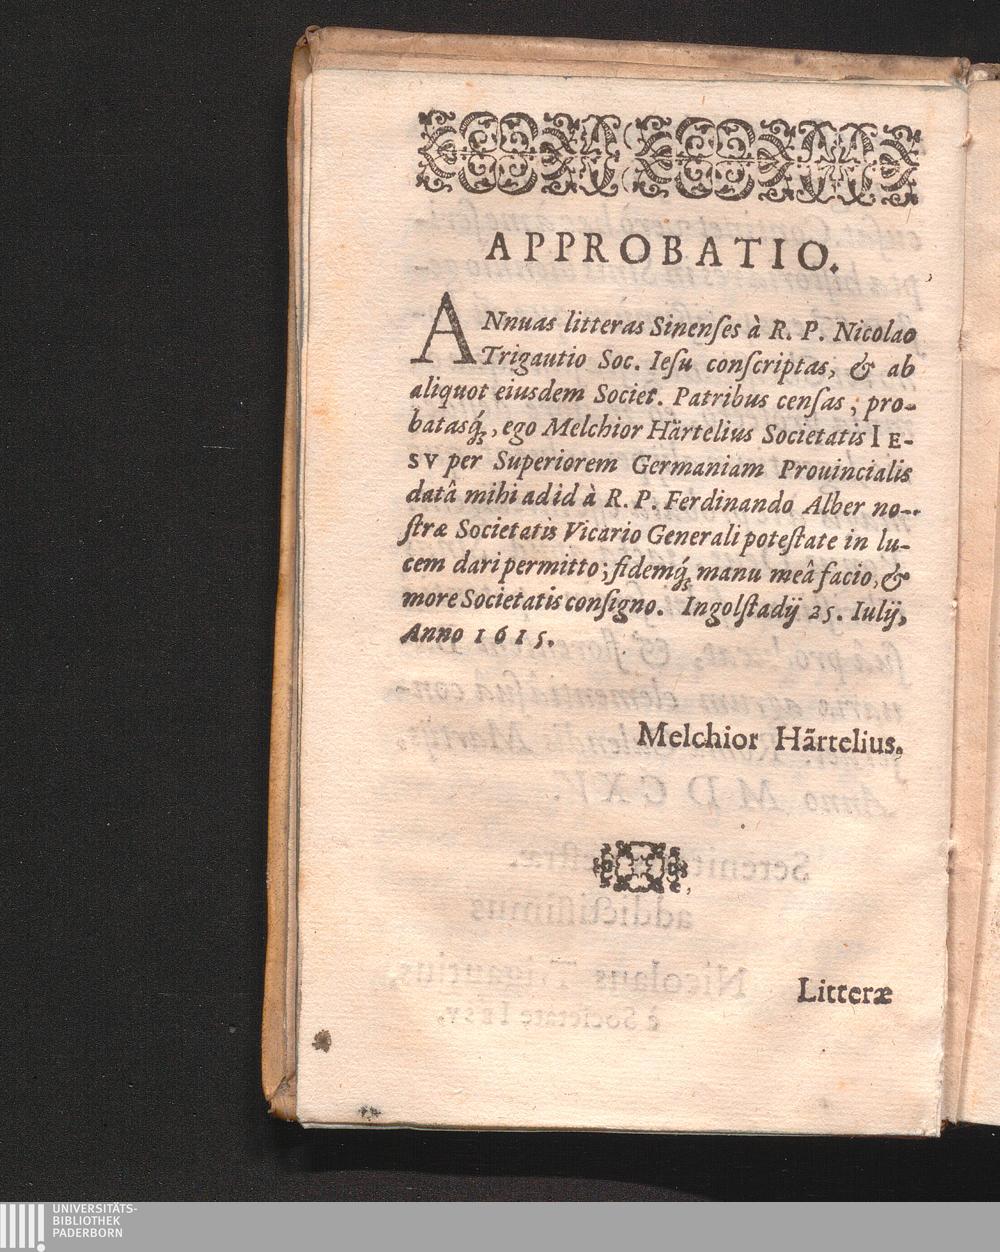 APPROBATIO.
ANnuas litteras Sinenſes à R. P. Nicolao
Trigautio Soc. Ieſu conſcriptas, & ab
aliquot eiusdem Societ. Patribus cenſas, pro-
batasq́ꝫ, ego Melchior Härtelius Societatis IE-
SV per Superiorem Germaniam Prouincialis
datâ mihi ad id à R. P. Ferdinando Alber no-
ſtræ Societatis Vicario Generali poteſtate in lu-
cem dari permitto; fidemq́ꝫ manu meâ facio, &
more Societatis conſigno. Ingolſtadij 25. Iulij,
Anno 1615.
Melchior Hãrtelius.
Litteræ
UNIVERSITÄTS-
BIBLIOTHEK
PADERBORN